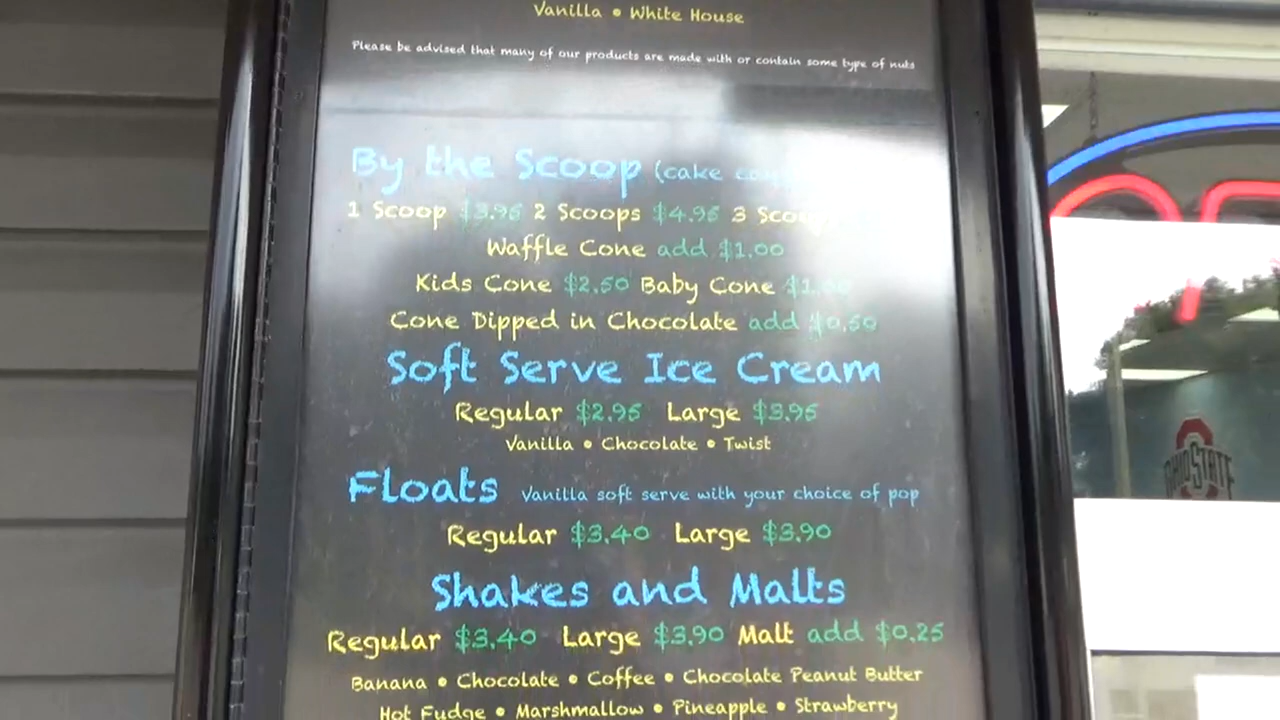 Vanilla • White House
Please be advised that many of our products are made with or contain some type of nuts
By the Scoop (cake
1 Scoop $3.95 2 Scoops $4.95 3
Waffle Cone add $1.00
Kids Cone $2.50 Baby Cone $1.00
Cone Dipped in Chocolate add $0.50
Soft Serve Ice Cream
Regular $2.95 Large $3.95
Vanilla • Chocolate • Twist
Floats Vanilla soft serve with your choice of pop
Regular $3.40 Large $3.90
Shakes and Malts
Regular $3.40 Large $3.90 Malt add $0.25
Banana • Chocolate • Coffee • Chocolate Peanut Butter
Hot Fudge • Marshmallow • Pineapple • Strawberry
OHIO STATE